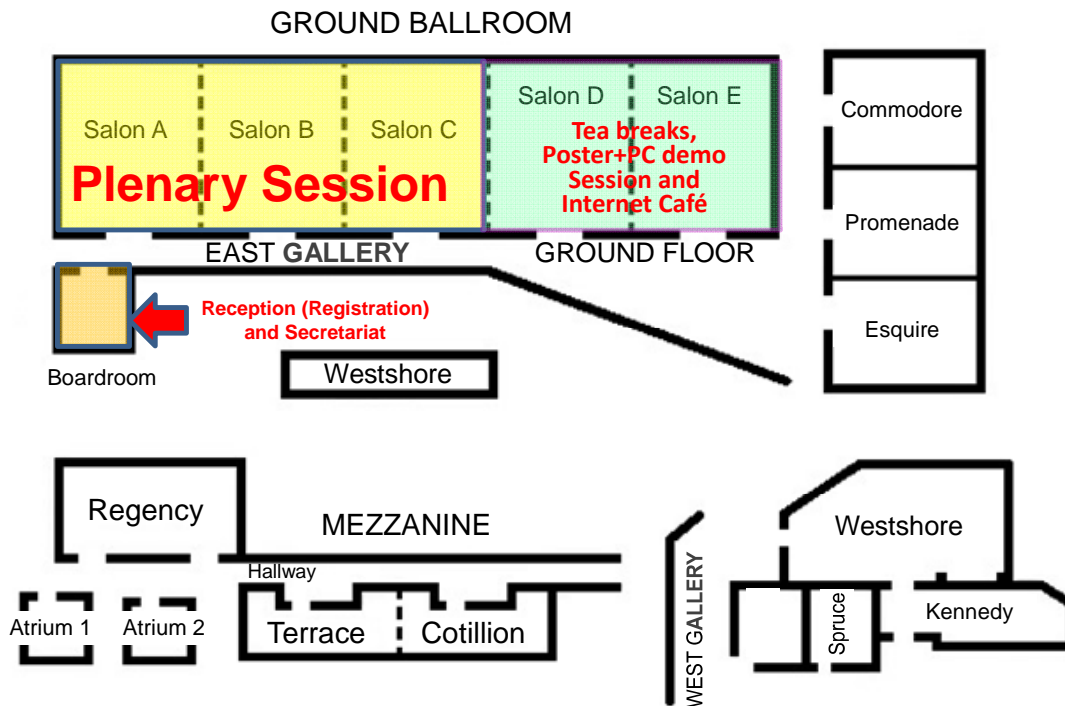 GROUND BALLROOM
Salon A
Salon B
Salon C
Salon D
Salon E
Plenary Session
Tea breaks,
Poster+PC demo
Session and
Internet Café
Commodore
Promenade
Esquire
EAST GALLERY
GROUND FLOOR
Reception (Registration)
and Secretariat
Boardroom
Westshore
Regency
MEZZANINE
Hallway
Atrium 1
Atrium 2
Terrace
Cotillion
WEST GALLERY
Westshore
Spruce
Kennedy